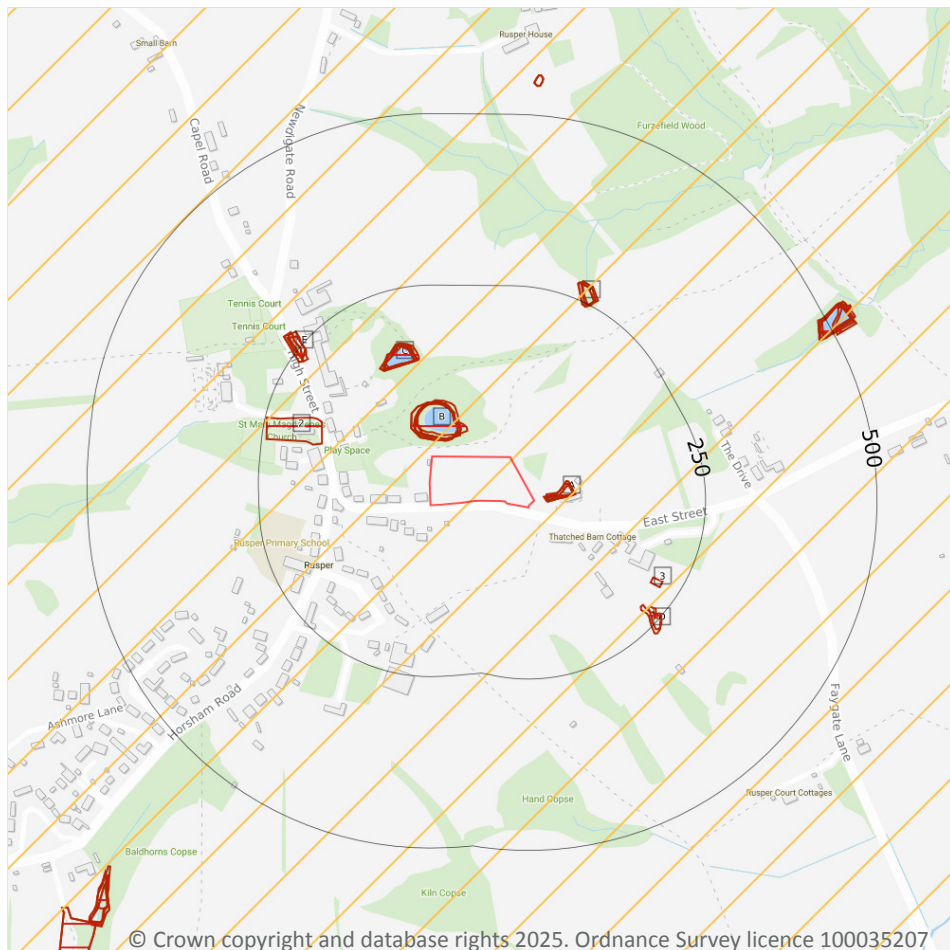 Small Barn
Rusper House
Newdigate Road
Capel Road
Furzefield Wood
Tennis Court
Tennis Court
E
C
High Street
B
2
St Mary Magdalene's
Church
Play Space
250
500
The Drive
East Street
Thatched Barn Cottage
Rusper Primary School
Rusper
3
D
Horsham Road
Ashmore Lane
Faygate Lane
Hand Copse
Rusper Court Cottages
Baldhorns Copse
Kiln Copse
© Crown copyright and database rights 2025. Ordnance Survey licence 100035207